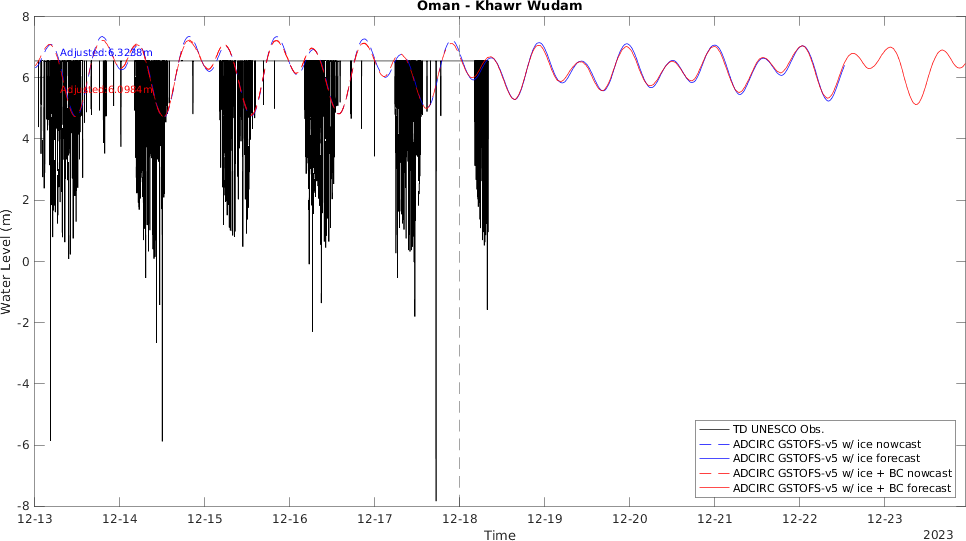 Oman - Khawr Wudam
8
6
4
2
0
-2
-4
-6
-8
Water Level (m)
Adjusted:6.3238m
Adjusted:6.0984m
TD UNESCO Obs.
ADCIRC GSTOFS-v5 w/ ice nowcast
ADCIRC GSTOFS-v5 w/ ice forecast
ADCIRC GSTOFS-v5 w/ ice + BC nowcast
ADCIRC GSTOFS-v5 w/ ice + BC forecast
12-13 12-14 12-15 12-16 12-17 12-18 12-19 12-20 12-21 12-22 12-23
Time
2023